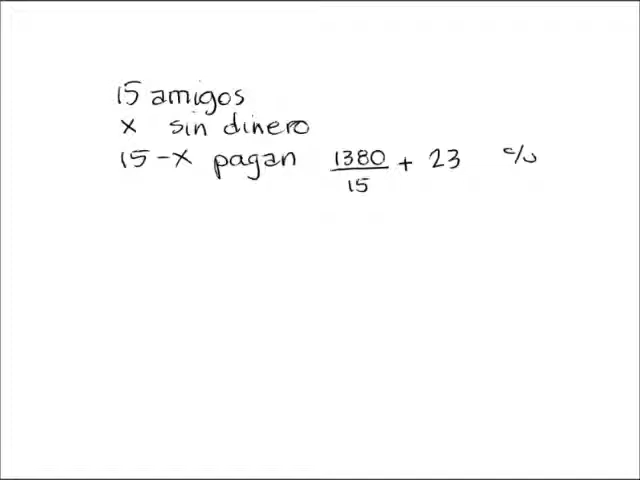 15 amigos
x sin dinero
15 - x pagan 1380/15 + 23 c/u